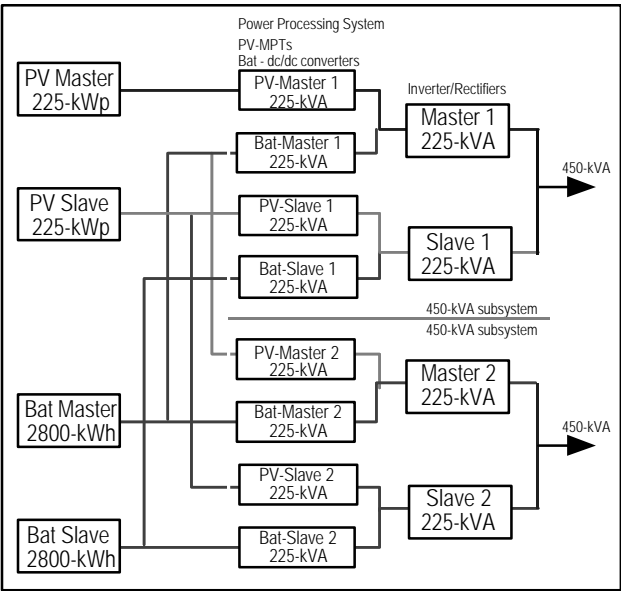 Power Processing System
PV-MPTs
Bat - dc/dc converters
PV Master
225-kWp
PV-Master 1
225-kVA
Inverter/Rectifiers
Master 1
225-kVA
Bat-Master 1
225-kVA
450-kVA
PV Slave
225-kWp
PV-Slave 1
225-kVA
Slave 1
225-kVA
Bat-Slave 1
225-kVA
450-kVA subsystem
450-kVA subsystem
PV-Master 2
225-kVA
Master 2
225-kVA
Bat Master
2800-kWh
Bat-Master 2
225-kVA
450-kVA
PV-Slave 2
225-kVA
Slave 2
225-kVA
Bat Slave
2800-kWh
Bat-Slave 2
225-kVA